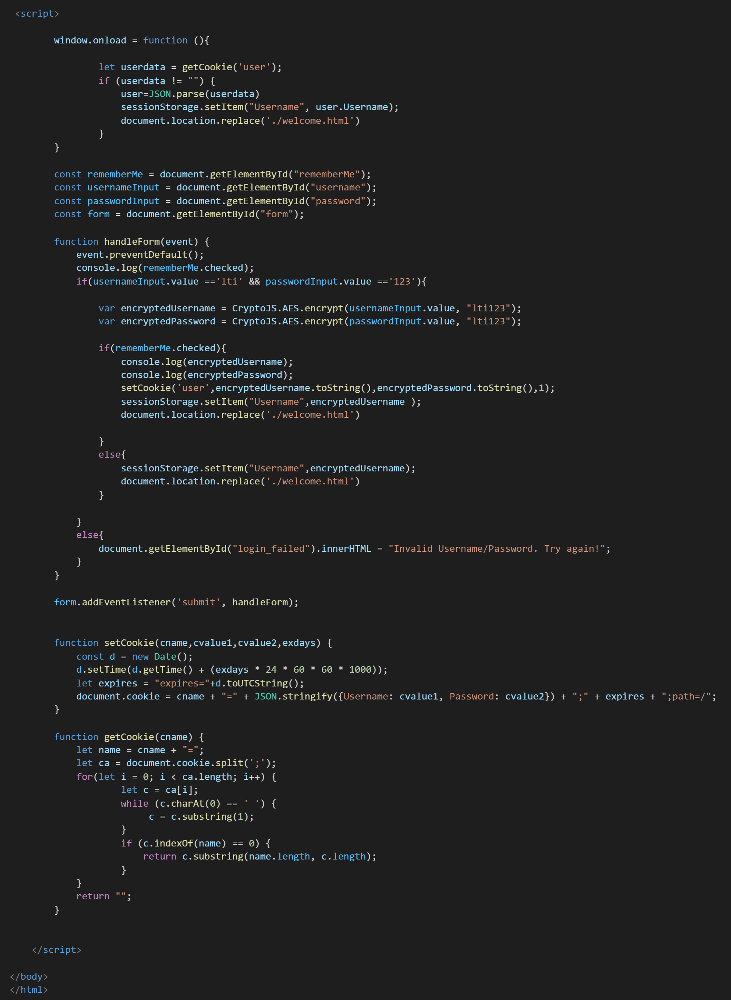 <script>
window.onload = function (){
let userdata = getCookie('user');
if (userdata != "") {
user=JSON.parse(userdata)
sessionStorage.setItem("Username", user.Username);
document.location.replace('./welcome.html')
}
}
const rememberMe = document.getElementById("rememberMe");
const usernameInput = document.getElementById("username");
const passwordInput = document.getElementById("password");
const form = document.getElementById("form");
function handleForm(event) {
event.preventDefault();
console.log(rememberMe.checked);
if(usernameInput.value =='lti' && passwordInput.value =='123'){
var encryptedUsername = CryptoJS.AES.encrypt(usernameInput.value, "lti123");
var encryptedPassword = CryptoJS.AES.encrypt(passwordInput.value, "lti123");
if(rememberMe.checked){
console.log(encryptedUsername);
console.log(encryptedPassword);
setCookie('user',encryptedUsername.toString(),encryptedPassword.toString(),1);
sessionStorage.setItem("Username",encryptedUsername );
document.location.replace('./welcome.html')
}
else{
sessionStorage.setItem("Username",encryptedUsername);
document.location.replace('./welcome.html')
}
}
else{
document.getElementById("login_failed").innerHTML = "Invalid Username/Password. Try again!";
}
}
form.addEventListener('submit', handleForm);
function setCookie(cname,cvalue1,cvalue2,exdays) {
const d = new Date();
d.setTime(d.getTime() + (exdays * 24 * 60 * 60 * 1000));
let expires = "expires="+d.toUTCString();
document.cookie = cname + "=" + JSON.stringify({Username: cvalue1, Password: cvalue2}) + ";" + expires + ";path=/";
}
function getCookie(cname) {
let name = cname + "=";
let ca = document.cookie.split(';');
for(let i = 0; i < ca.length; i++) {
let c = ca[i];
while (c.charAt(0) == ' ') {
c = c.substring(1);
}
if (c.indexOf(name) == 0) {
return c.substring(name.length, c.length);
}
}
return "";
}
</script>
</body>
</html>